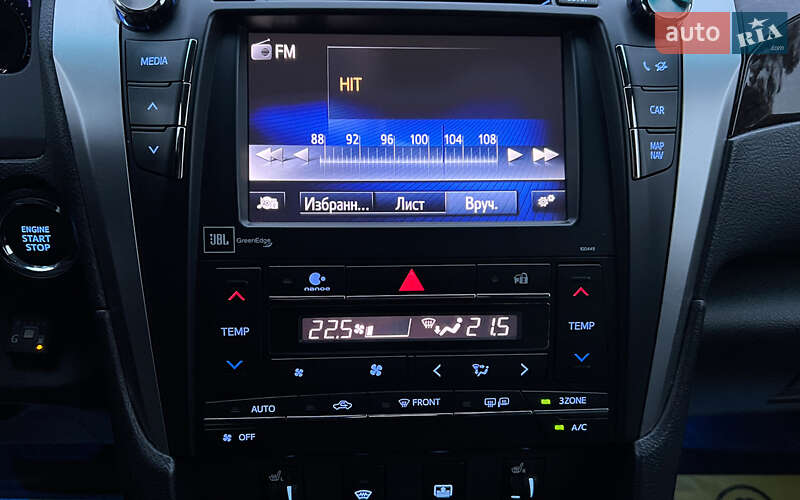 auto RIA
.com
FM
MEDIA
HIT
CAR
MAP
NAV
88 92 96 100 104 108
Избранн... Лист Вруч.
ENGINE
START
STOP
JBL GreenEdge
nanoe
TEMP
22.5 21.5
TEMP
AUTO FRONT 3ZONE
OFF A/C
G
L R